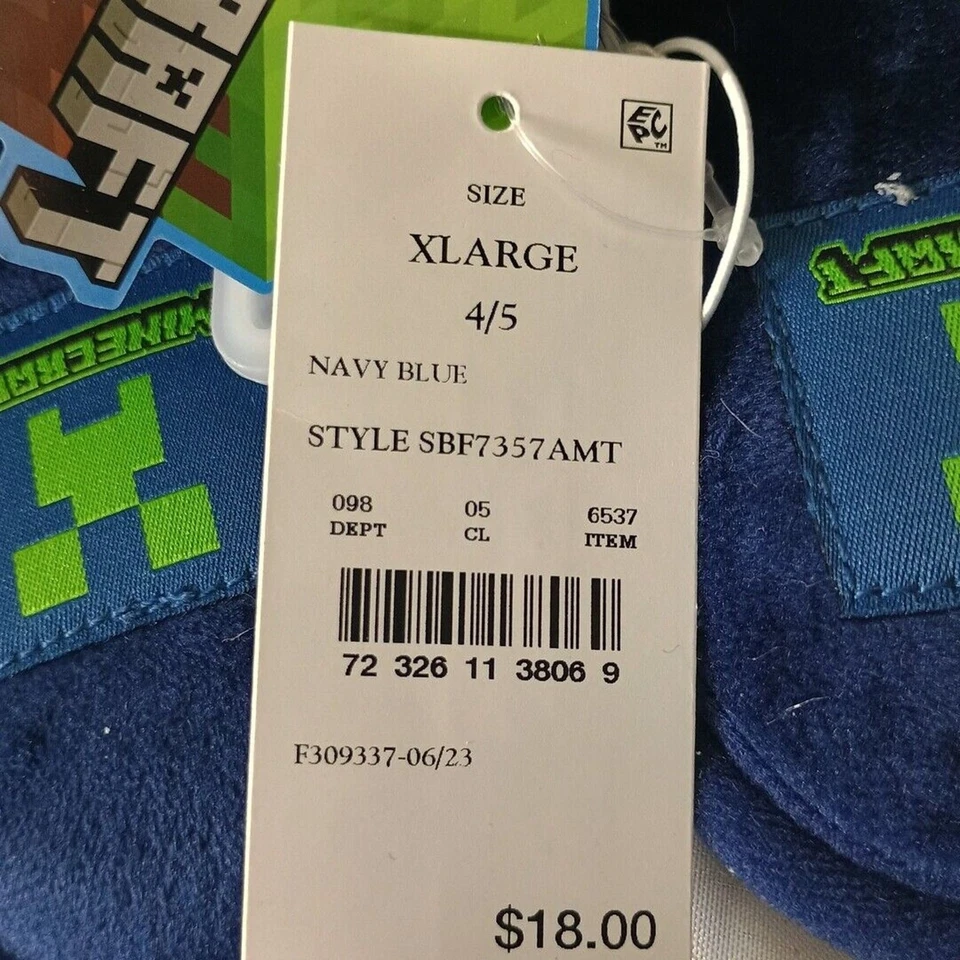 EPC™
SIZE
XLARGE
4/5
NAVY BLUE
STYLE SBF7357AMT
098 05 6537
DEPT CL ITEM
72 326 11 3806 9
F309337-06/23
$18.00